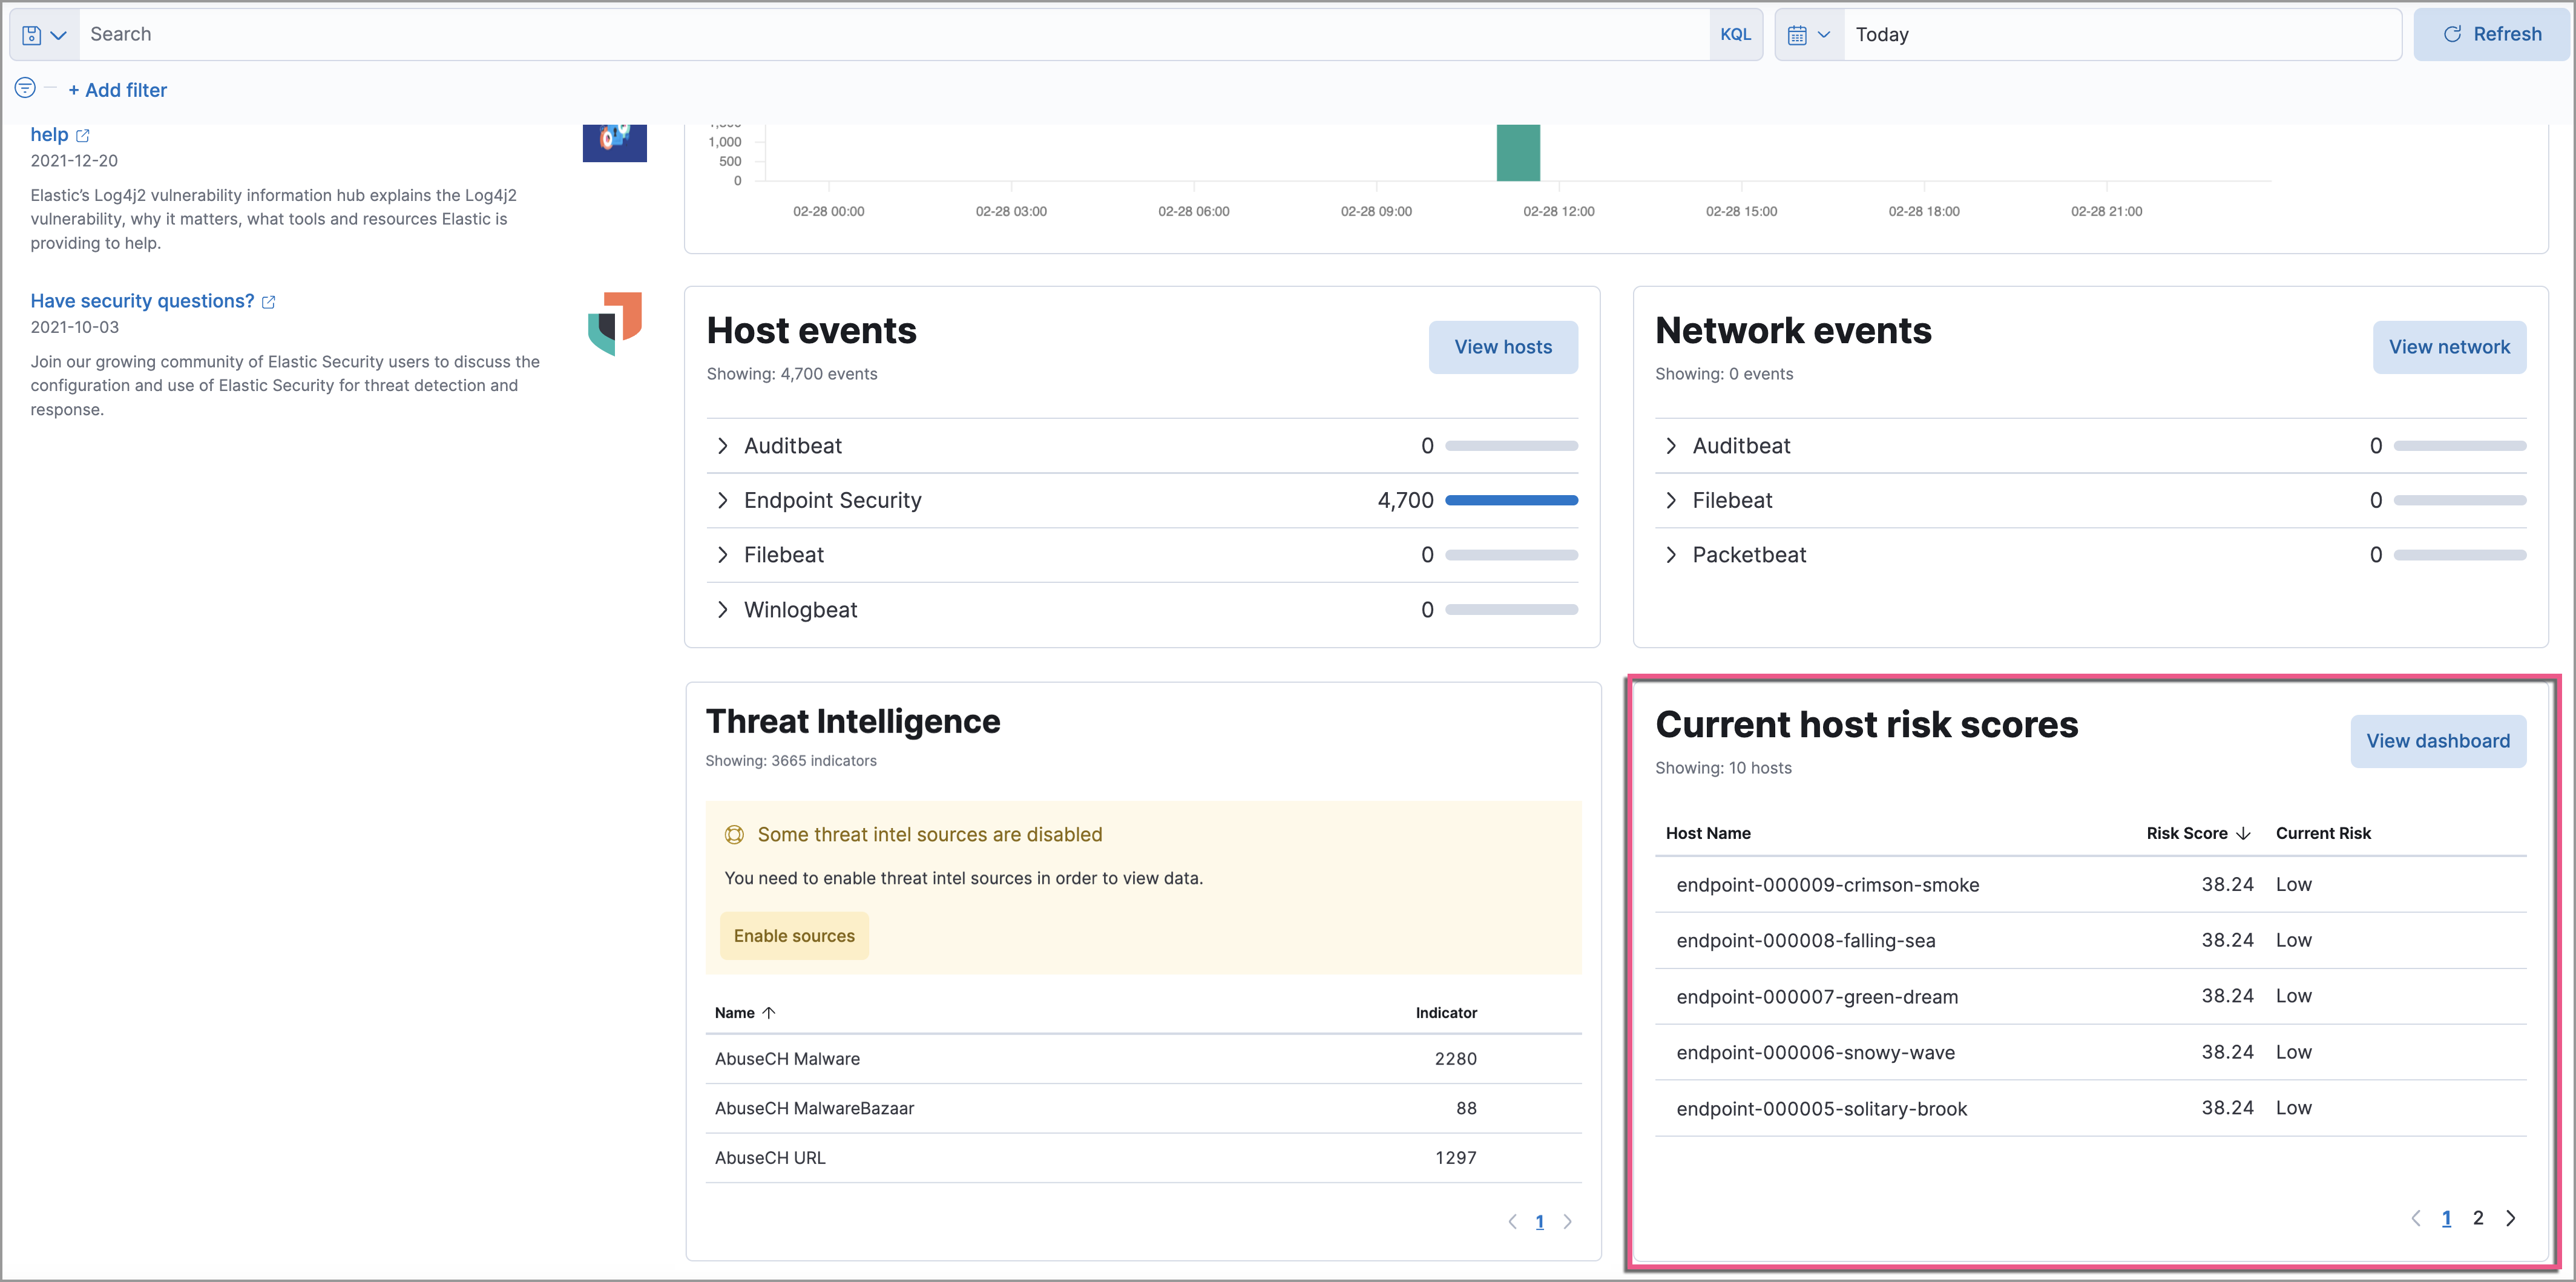 Search
KQL
Today
Refresh
+ Add filter
help
2021-12-20
Elastic's Log4j2 vulnerability information hub explains the Log4j2
vulnerability, why it matters, what tools and resources Elastic is
providing to help.
Have security questions?
2021-10-03
Join our growing community of Elastic Security users to discuss the
configuration and use of Elastic Security for threat detection and
response.
1,000
500
0
02-28 00:00 02-28 03:00 02-28 06:00 02-28 09:00 02-28 12:00 02-28 15:00 02-28 18:00 02-28 21:00
Host events
View hosts
Showing: 4,700 events
Auditbeat 0
Endpoint Security 4,700
Filebeat 0
Winlogbeat 0
Network events
View network
Showing: 0 events
Auditbeat 0
Filebeat 0
Packetbeat 0
Threat Intelligence
Showing: 3665 indicators
Some threat intel sources are disabled
You need to enable threat intel sources in order to view data.
Enable sources
Name Indicator
AbuseCH Malware 2280
AbuseCH MalwareBazaar 88
AbuseCH URL 1297
1
Current host risk scores
View dashboard
Showing: 10 hosts
Host Name Risk Score Current Risk
endpoint-000009-crimson-smoke 38.24 Low
endpoint-000008-falling-sea 38.24 Low
endpoint-000007-green-dream 38.24 Low
endpoint-000006-snowy-wave 38.24 Low
endpoint-000005-solitary-brook 38.24 Low
1 2